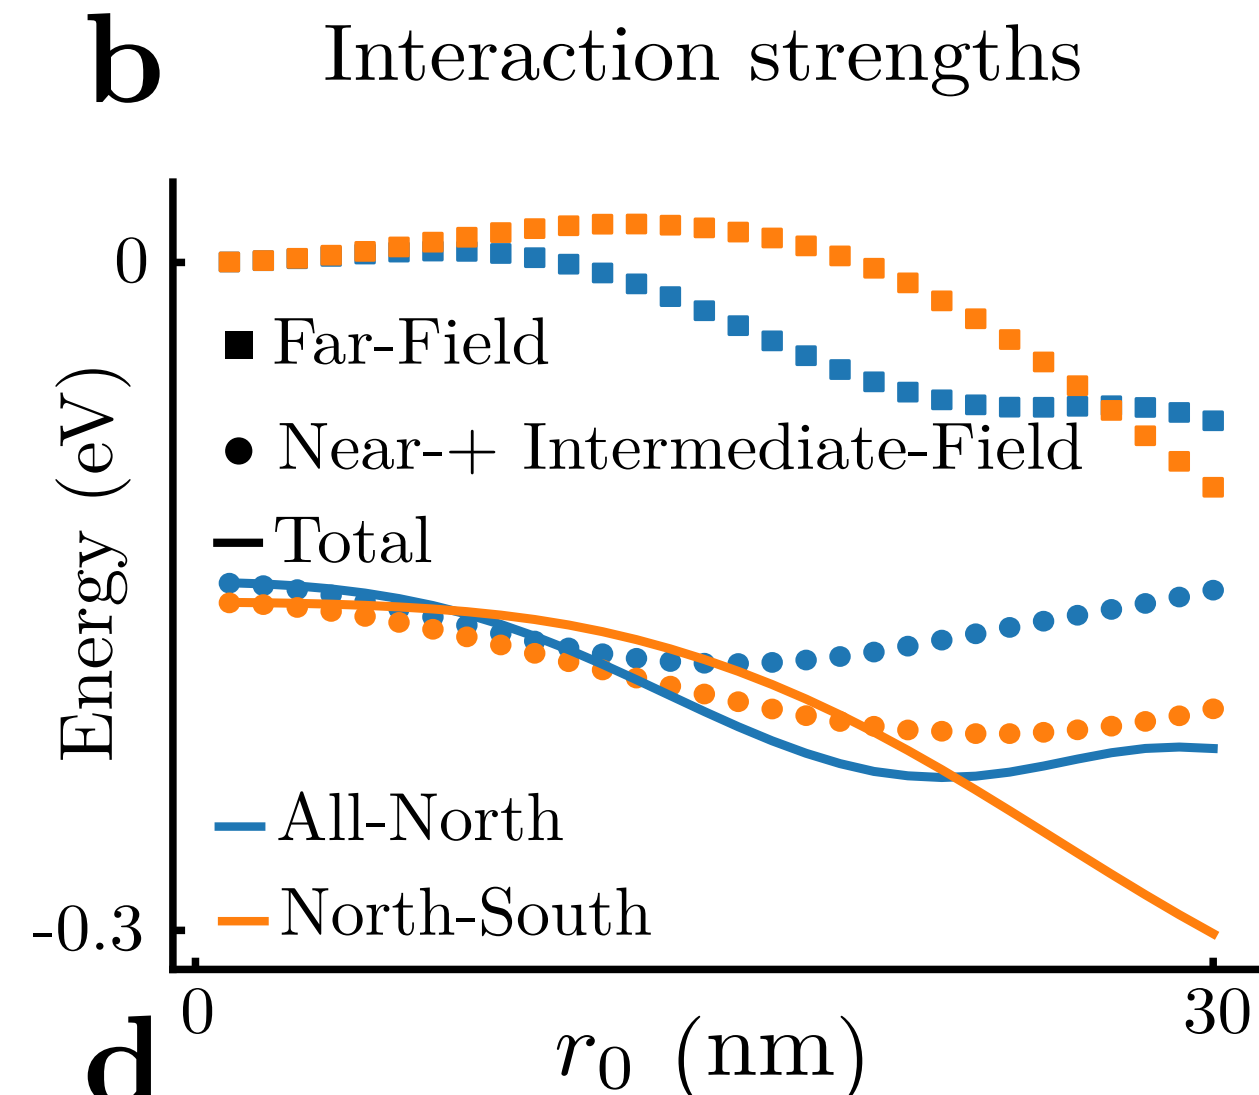 b
Interaction strengths
0
Far-Field
Near-+ Intermediate-Field
Total
Energy (eV)
All-North
North-South
-0.3
0
30
r₀ (nm)
d